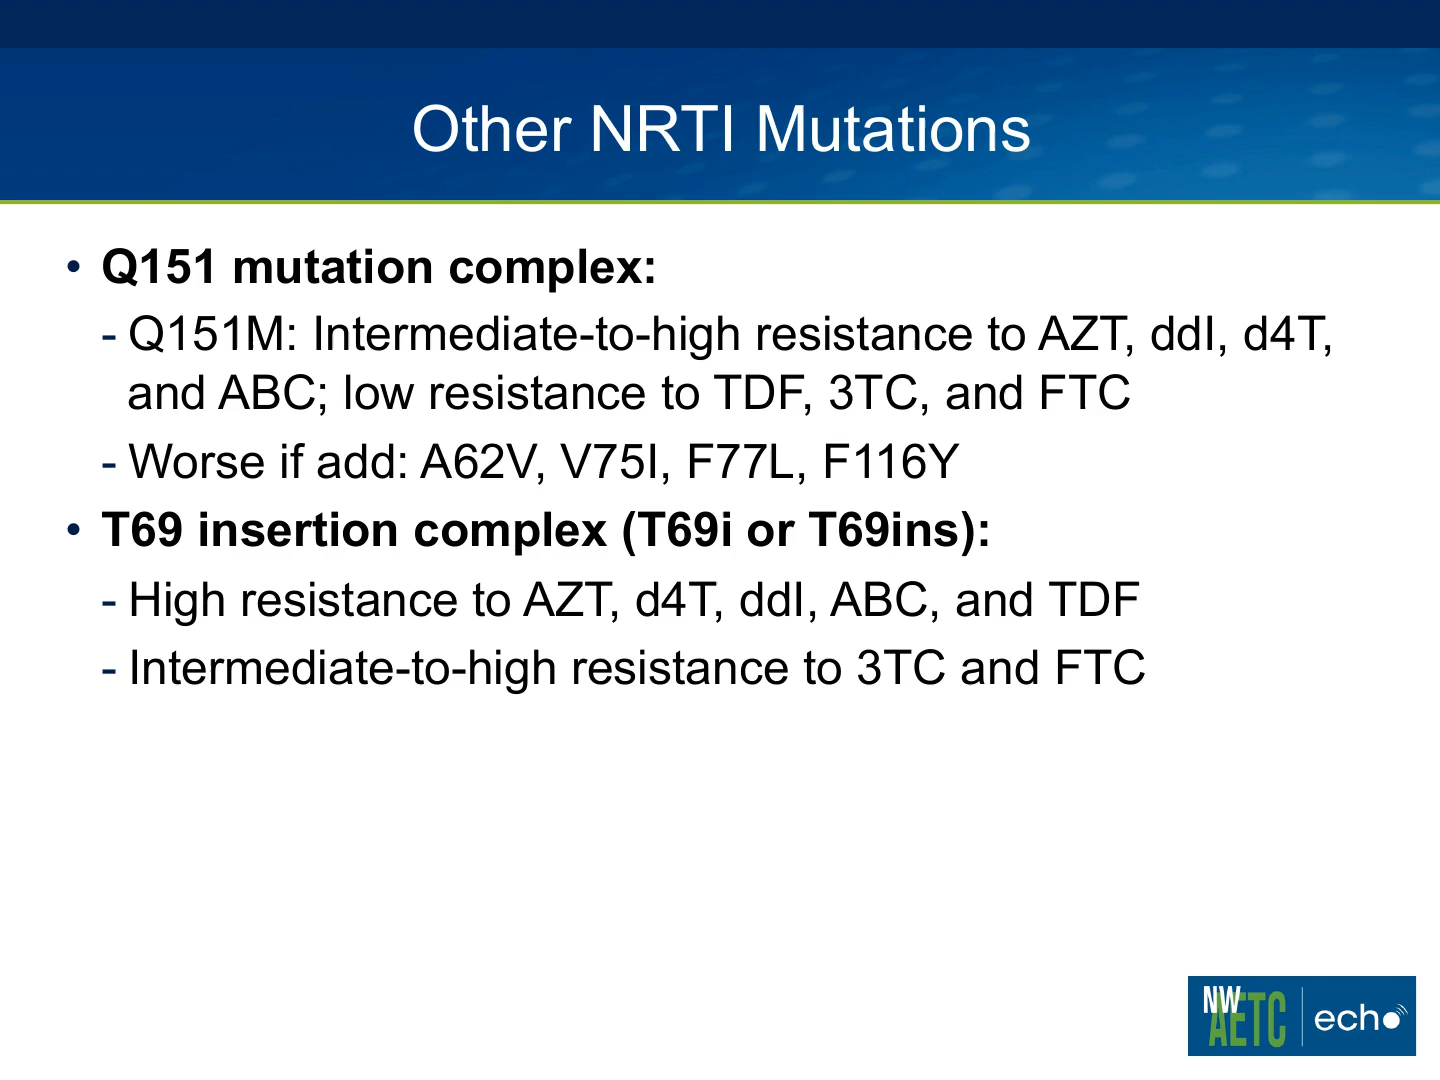 Other NRTI Mutations
• Q151 mutation complex:
- Q151M: Intermediate-to-high resistance to AZT, ddI, d4T,
and ABC; low resistance to TDF, 3TC, and FTC
- Worse if add: A62V, V75I, F77L, F116Y
• T69 insertion complex (T69i or T69ins):
- High resistance to AZT, d4T, ddI, ABC, and TDF
- Intermediate-to-high resistance to 3TC and FTC
NW
AETC
echo